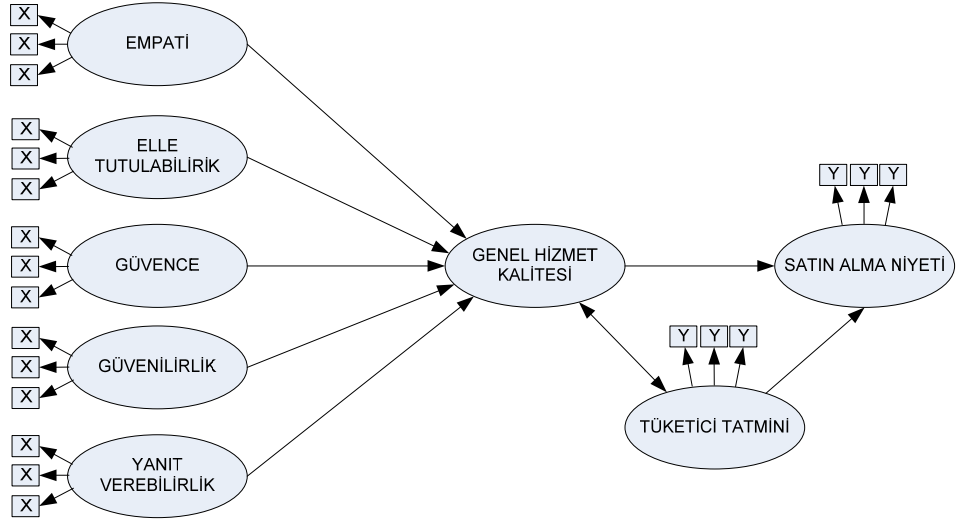 X
X
X
EMPATİ
X
X
X
ELLE
TUTULABİLİRİK
X
X
X
GÜVENCE
X
X
X
GÜVENİLİRLİK
X
X
X
YANIT
VEREBİLİRLİK
GENEL HİZMET
KALİTESİ
Y Y Y
SATIN ALMA NİYETİ
Y Y Y
TÜKETİCİ TATMİNİ